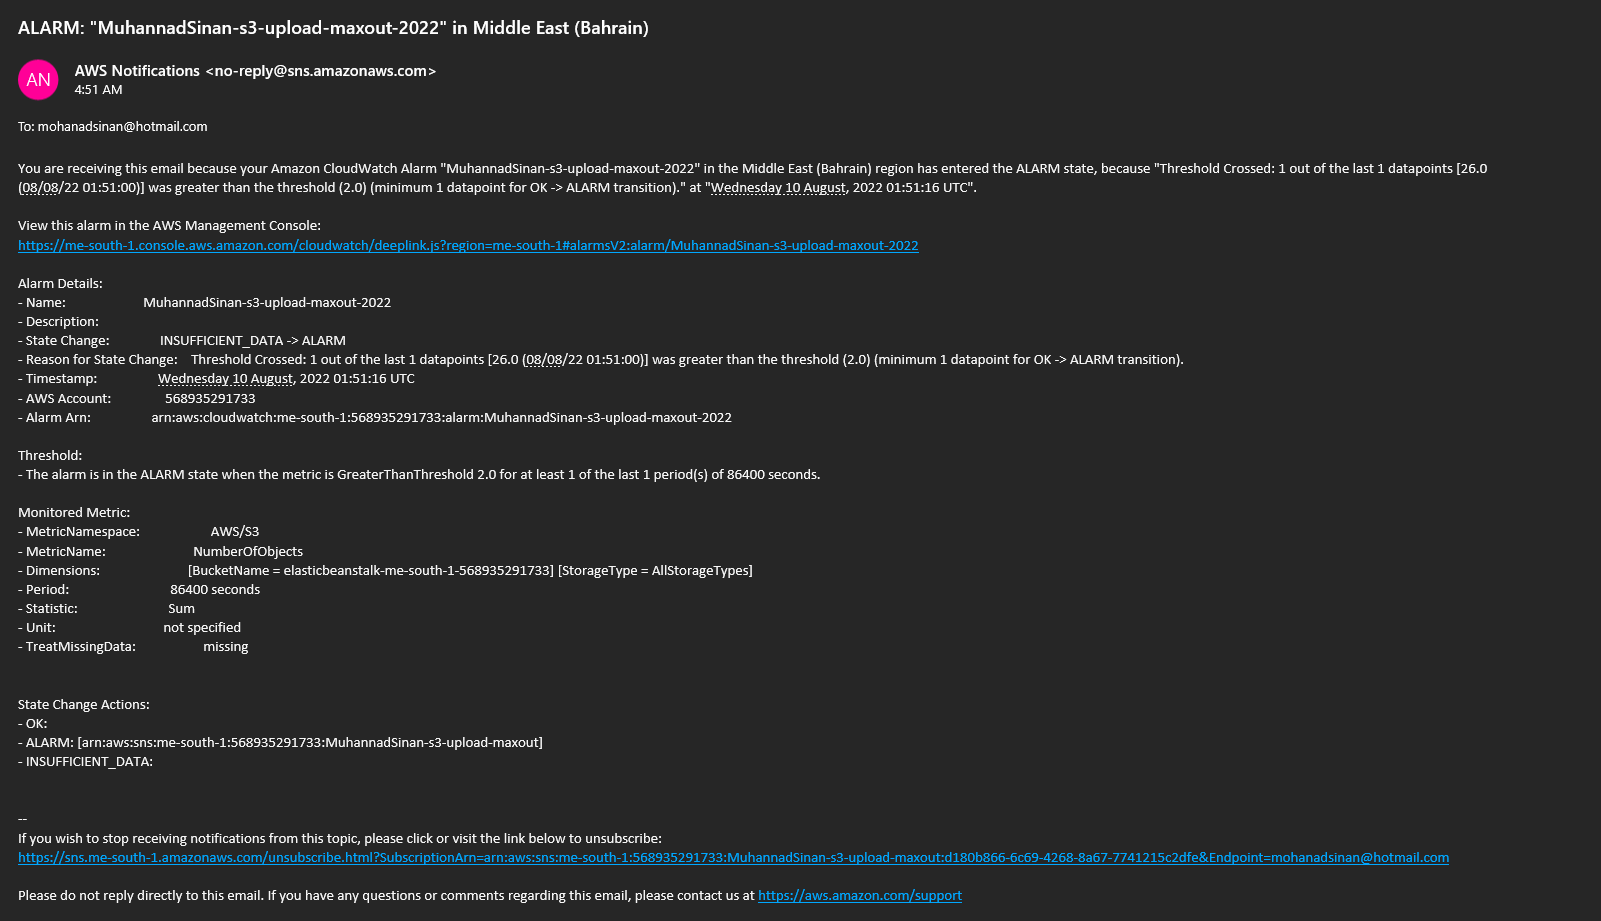 ALARM: "MuhannadSinan-s3-upload-maxout-2022" in Middle East (Bahrain)
AN
AWS Notifications <no-reply@sns.amazonaws.com>
4:51 AM
To: mohanadsinan@hotmail.com
You are receiving this email because your Amazon CloudWatch Alarm "MuhannadSinan-s3-upload-maxout-2022" in the Middle East (Bahrain) region has entered the ALARM state, because "Threshold Crossed: 1 out of the last 1 datapoints [26.0
(08/08/22 01:51:00)] was greater than the threshold (2.0) (minimum 1 datapoint for OK -> ALARM transition)." at "Wednesday 10 August, 2022 01:51:16 UTC".
View this alarm in the AWS Management Console:
https://me-south-1.console.aws.amazon.com/cloudwatch/deeplink.js?region=me-south-1#alarmsV2:alarm/MuhannadSinan-s3-upload-maxout-2022
Alarm Details:
- Name: MuhannadSinan-s3-upload-maxout-2022
- Description:
- State Change: INSUFFICIENT_DATA -> ALARM
- Reason for State Change: Threshold Crossed: 1 out of the last 1 datapoints [26.0 (08/08/22 01:51:00)] was greater than the threshold (2.0) (minimum 1 datapoint for OK -> ALARM transition).
- Timestamp: Wednesday 10 August, 2022 01:51:16 UTC
- AWS Account: 568935291733
- Alarm Arn: arn:aws:cloudwatch:me-south-1:568935291733:alarm:MuhannadSinan-s3-upload-maxout-2022
Threshold:
- The alarm is in the ALARM state when the metric is GreaterThanThreshold 2.0 for at least 1 of the last 1 period(s) of 86400 seconds.
Monitored Metric:
- MetricNamespace: AWS/S3
- MetricName: NumberOfObjects
- Dimensions: [BucketName = elasticbeanstalk-me-south-1-568935291733] [StorageType = AllStorageTypes]
- Period: 86400 seconds
- Statistic: Sum
- Unit: not specified
- TreatMissingData: missing
State Change Actions:
- OK:
- ALARM: [arn:aws:sns:me-south-1:568935291733:MuhannadSinan-s3-upload-maxout]
- INSUFFICIENT_DATA:
--
If you wish to stop receiving notifications from this topic, please click or visit the link below to unsubscribe:
https://sns.me-south-1.amazonaws.com/unsubscribe.html?SubscriptionArn=arn:aws:sns:me-south-1:568935291733:MuhannadSinan-s3-upload-maxout:d180b866-6c69-4268-8a67-7741215c2dfe&Endpoint=mohanadsinan@hotmail.com
Please do not reply directly to this email. If you have any questions or comments regarding this email, please contact us at https://aws.amazon.com/support